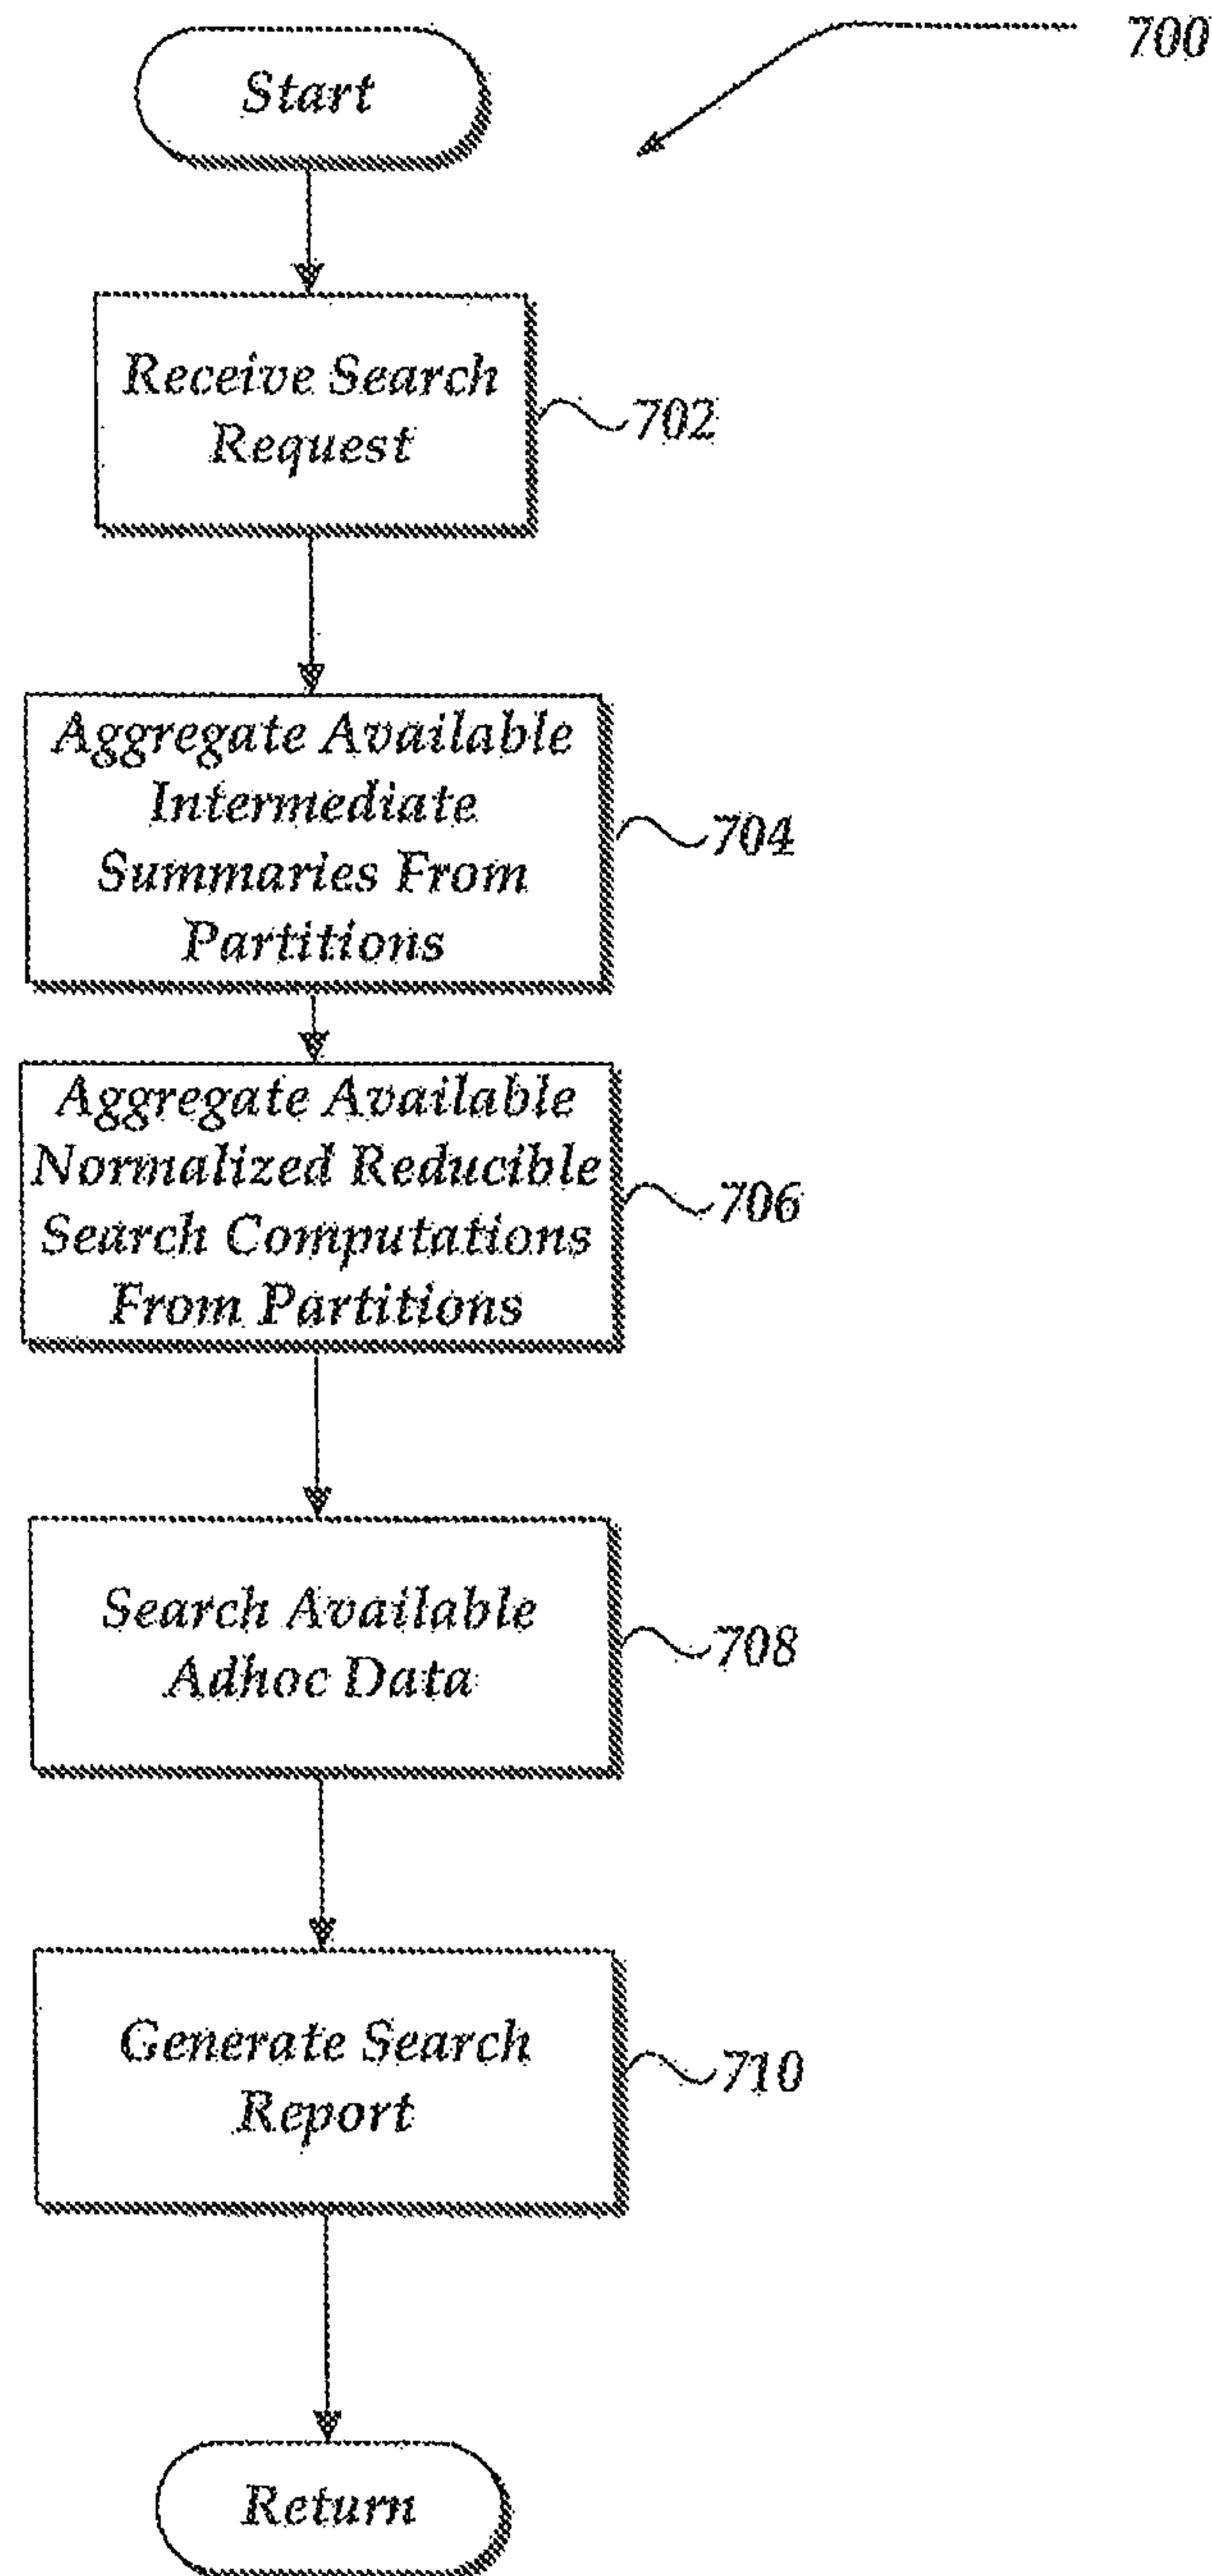 700
Start
Receive Search
Request
702
Aggregate Available
Intermediate
Summaries From
Partitions
704
Aggregate Available
Normalized Reducible
Search Computations
From Partitions
706
Search Available
Adhoc Data
708
Generate Search
Report
710
Return